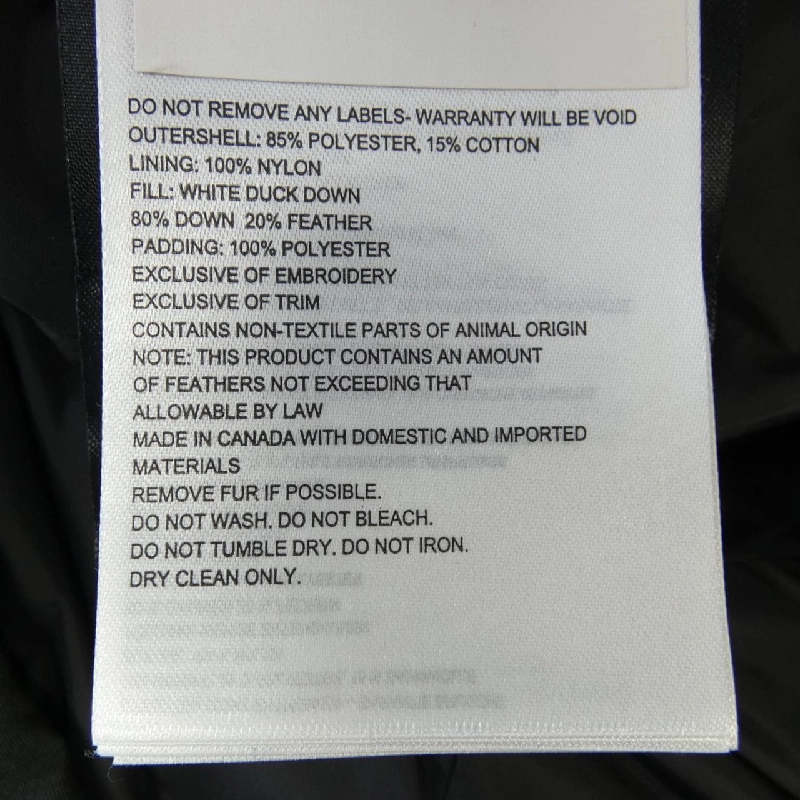 DO NOT REMOVE ANY LABELS- WARRANTY WILL BE VOID
OUTERSHELL: 85% POLYESTER, 15% COTTON
LINING: 100% NYLON
FILL: WHITE DUCK DOWN
80% DOWN 20% FEATHER
PADDING: 100% POLYESTER
EXCLUSIVE OF EMBROIDERY
EXCLUSIVE OF TRIM
CONTAINS NON-TEXTILE PARTS OF ANIMAL ORIGIN
NOTE: THIS PRODUCT CONTAINS AN AMOUNT
OF FEATHERS NOT EXCEEDING THAT
ALLOWABLE BY LAW
MADE IN CANADA WITH DOMESTIC AND IMPORTED
MATERIALS
REMOVE FUR IF POSSIBLE.
DO NOT WASH. DO NOT BLEACH.
DO NOT TUMBLE DRY. DO NOT IRON.
DRY CLEAN ONLY.